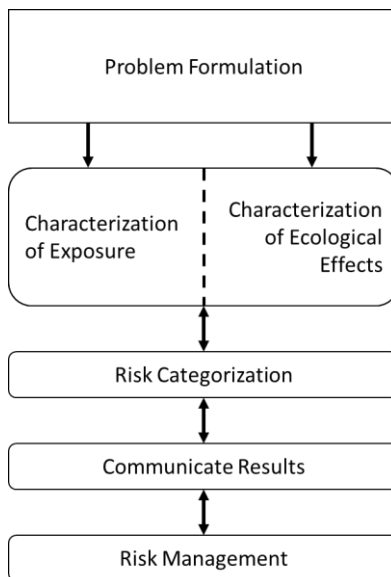 Problem Formulation
Characterization
of Exposure
Characterization
of Ecological
Effects
Risk Categorization
Communicate Results
Risk Management